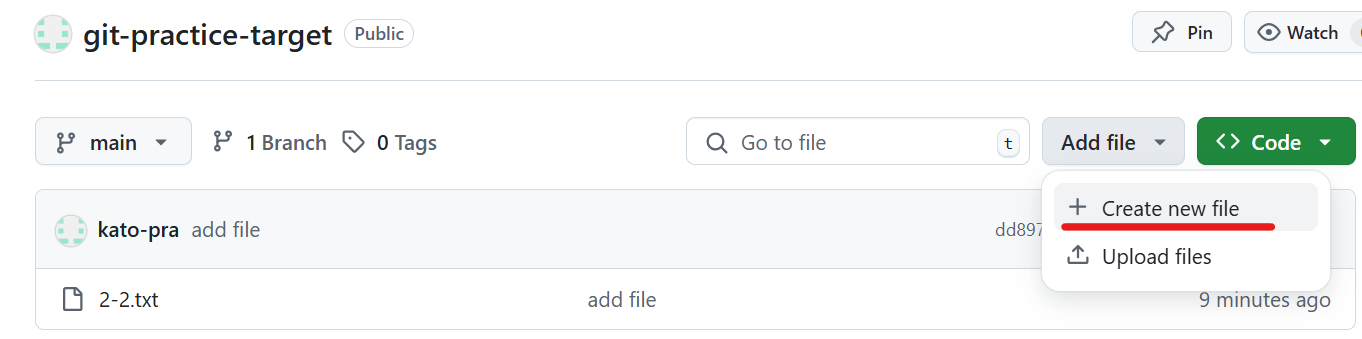 git-practice-target Public Pin Watch
main 1 Branch 0 Tags Go to file t Add file Code
Create new file
kato-pra add file dd897
Upload files
2-2.txt add file 9 minutes ago